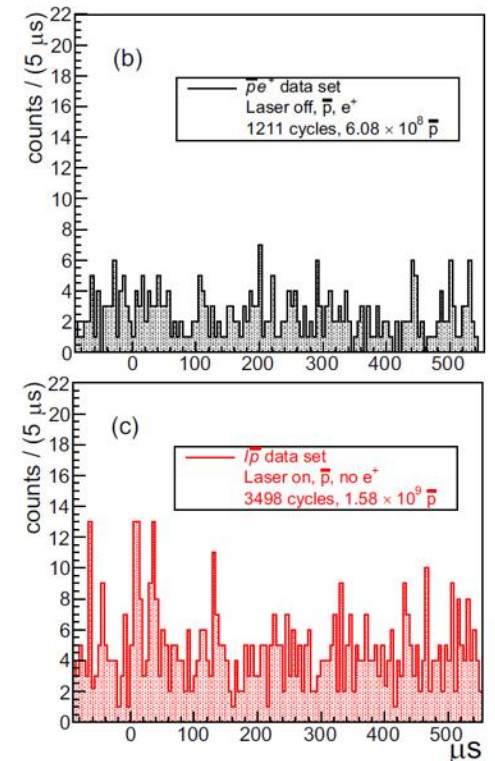 22
20
18
16
14
12
10
8
6
4
2
0
counts / (5 μs)
(b)
p̅e⁺ data set
Laser off, p̅, e⁺
1211 cycles, 6.08 × 10⁸ p̅
0 100 200 300 400 500
22
20
18
16
14
12
10
8
6
4
2
0
counts / (5 μs)
(c)
lp̅ data set
Laser on, p̅, no e⁺
3498 cycles, 1.58 × 10⁹ p̅
0 100 200 300 400 500
μs